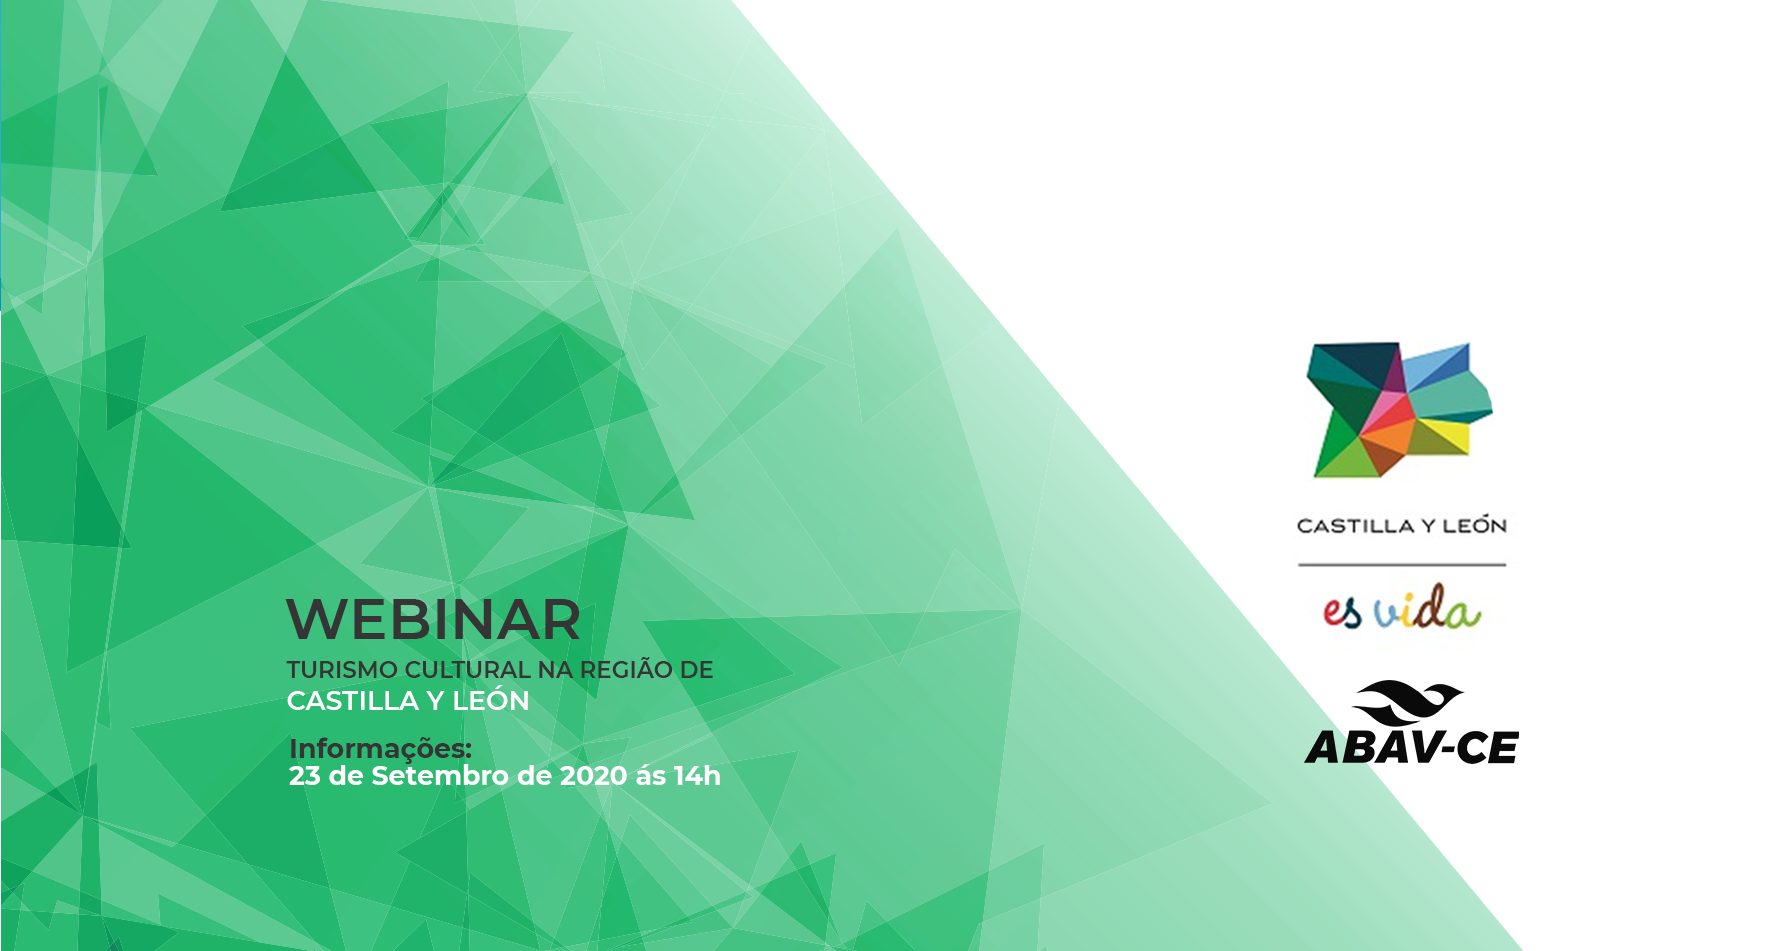 WEBINAR
TURISMO CULTURAL NA REGIÃO DE
CASTILLA Y LEÓN
Informações:
23 de Setembro de 2020 ás 14h
CASTILLA Y LEÓN
es vida
ABAV-CE